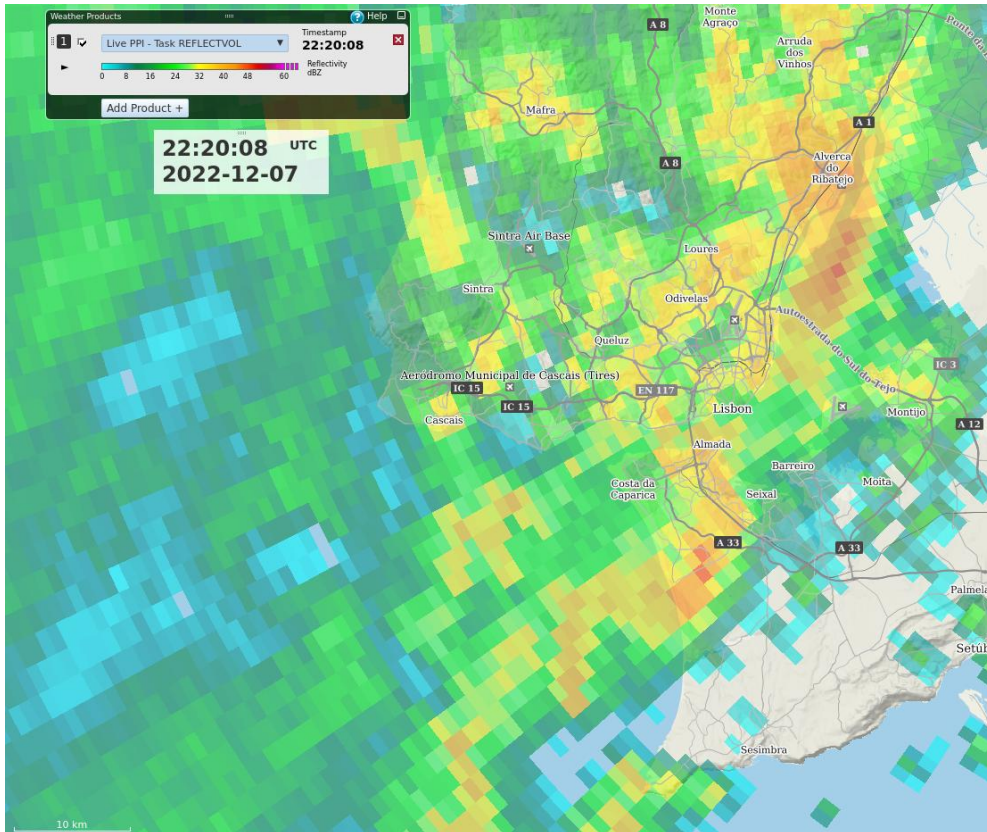 Weather Products
Help
1
Live PPI - Task REFLECTVOL
Timestamp
22:20:08
0 8 16 24 32 40 48 60
Reflectivity
dBZ
Add Product +
22:20:08 UTC
2022-12-07
Monte
Agraço
A 8
Arruda
dos
Vinhos
Mafra
A 1
A 8
Alverca
do
Ribatejo
Sintra Air Base
Loures
Sintra
Odivelas
Autoestrada do Sul do Tejo
Queluz
IC 3
Aeródromo Municipal de Cascais (Tires)
IC 15
EN 117
IC 15
Lisbon
Montijo
Cascais
A 12
Almada
Barreiro
Costa da
Caparica
Seixal
Moita
A 33
A 33
Palmela
Setúb
Sesimbra
10 km